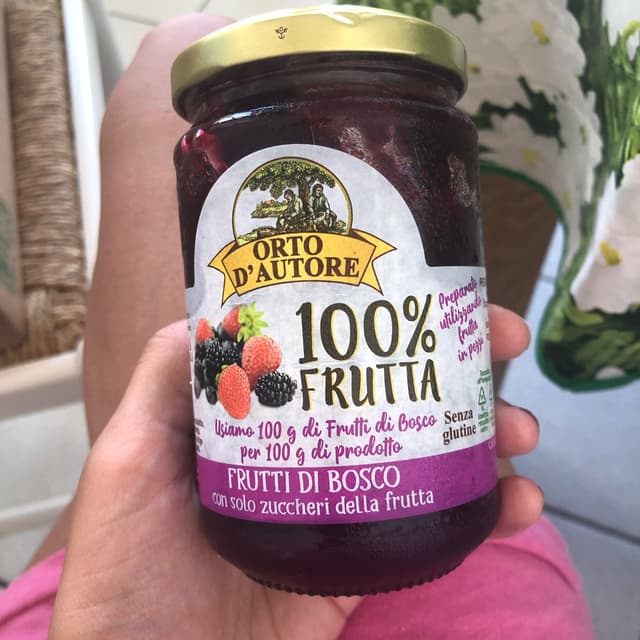 ORTO
D'AUTORE
100%
FRUTTA
Preparato
utilizzando
frutta
in pezzi
Usiamo 100 g di Frutti di Bosco
per 100 g di prodotto
Senza
glutine
FRUTTI DI BOSCO
con solo zuccheri della frutta